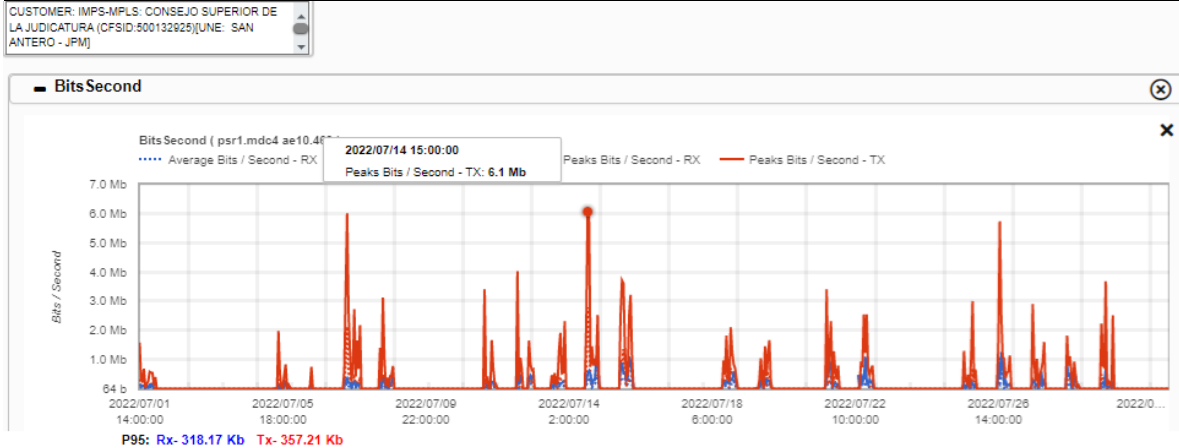 CUSTOMER: IMPS-MPLS: CONSEJO SUPERIOR DE
LA JUDICATURA (CFSID:500132925)[UNE: SAN
ANTERO - JPM]
BitsSecond
BitsSecond ( psr1.mdc4 ae10.46
2022/07/14 15:00:00
Peaks Bits / Second - TX: 6.1 Mb
Average Bits / Second - RX
Peaks Bits / Second - RX
Peaks Bits / Second - TX
7.0 Mb
6.0 Mb
5.0 Mb
4.0 Mb
3.0 Mb
2.0 Mb
1.0 Mb
64 b
Bits / Second
2022/07/01 2022/07/05 2022/07/09 2022/07/14 2022/07/18 2022/07/22 2022/07/26 2022/0...
14:00:00 18:00:00 22:00:00 2:00:00 6:00:00 10:00:00 14:00:00
P95: Rx- 318.17 Kb Tx- 357.21 Kb